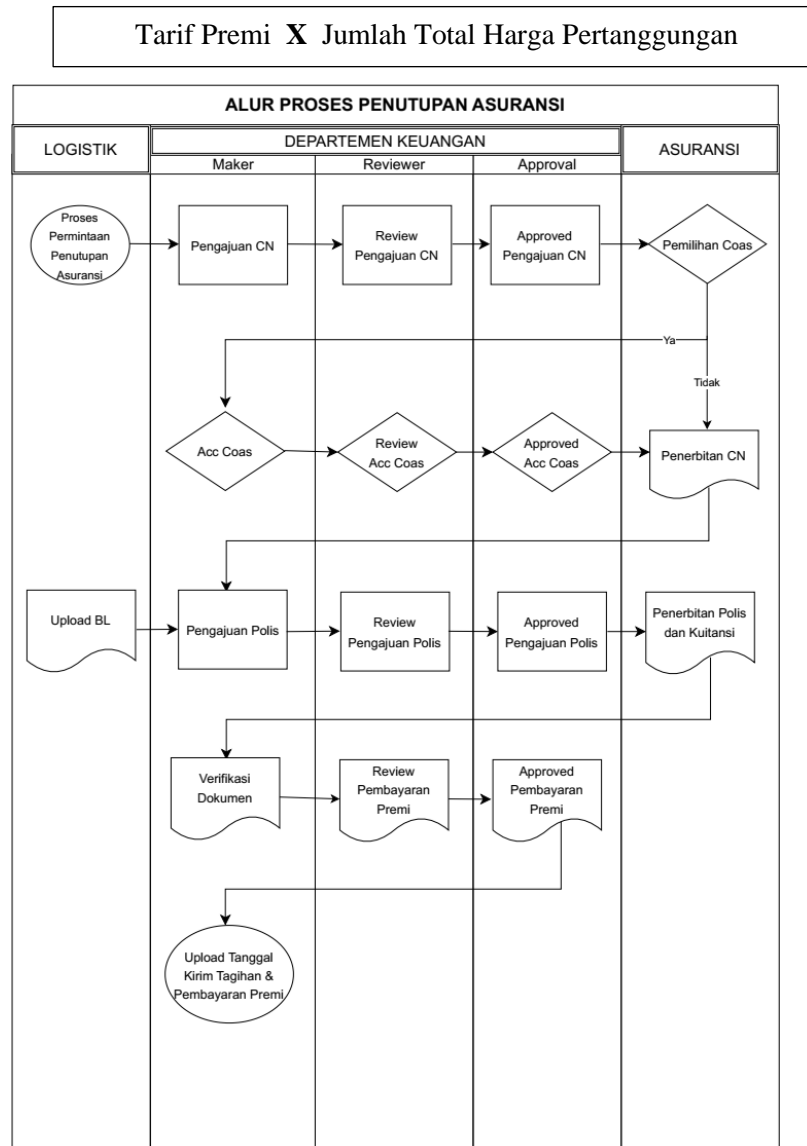 Tarif Premi X Jumlah Total Harga Pertanggungan
ALUR PROSES PENUTUPAN ASURANSI
LOGISTIK
DEPARTEMEN KEUANGAN
ASURANSI
Maker
Reviewer
Approval
Proses
Permintaan
Penutupan
Asuransi
Pengajuan CN
Review
Pengajuan CN
Approved
Pengajuan CN
Pemilihan Coas
Ya
Tidak
Acc Coas
Review
Acc Coas
Approved
Acc Coas
Penerbitan CN
Upload BL
Pengajuan Polis
Review
Pengajuan Polis
Approved
Pengajuan Polis
Penerbitan Polis
dan Kuitansi
Verifikasi
Dokumen
Review
Pembayaran
Premi
Approved
Pembayaran
Premi
Upload Tanggal
Kirim Tagihan &
Pembayaran Premi